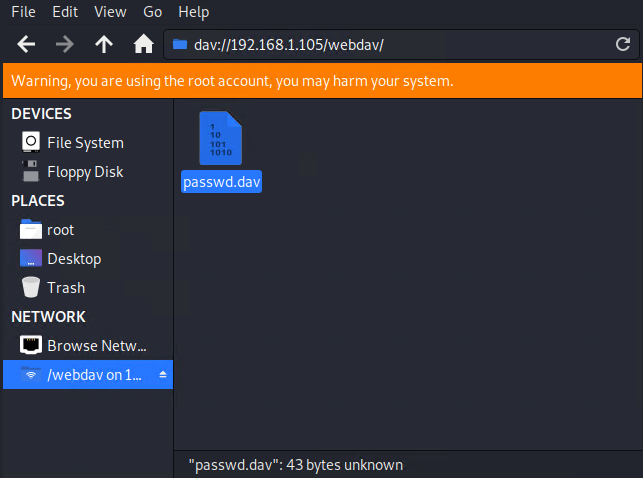 File Edit View Go Help
dav://192.168.1.105/webdav/
Warning, you are using the root account, you may harm your system.
DEVICES
File System
Floppy Disk
PLACES
root
Desktop
Trash
NETWORK
Browse Netw...
/webdav on 1...
1
10
101
1010
passwd.dav
"passwd.dav": 43 bytes unknown